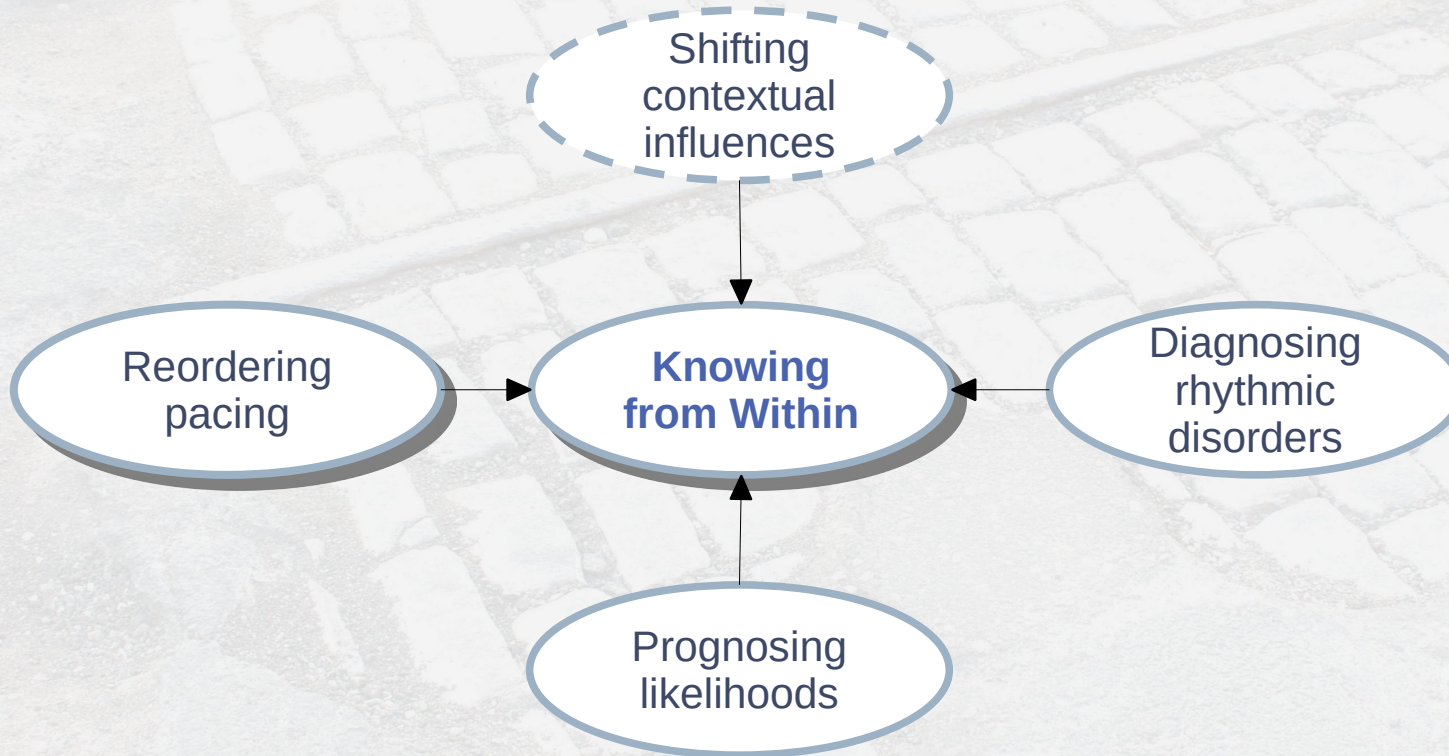 Shifting
contextual
influences
Reordering
pacing
Knowing
from Within
Diagnosing
rhythmic
disorders
Prognosing
likelihoods